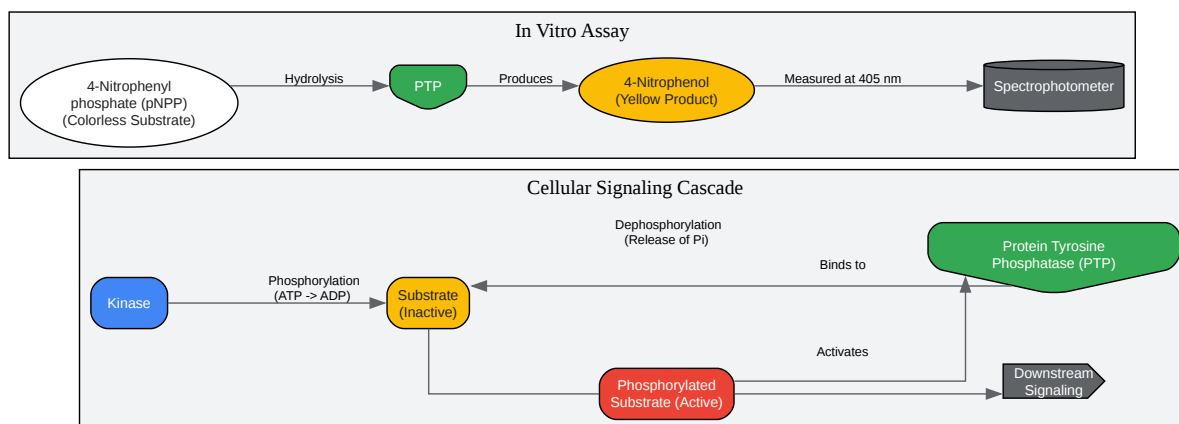 In Vitro Assay
4-Nitrophenyl
phosphate (pNPP)
(Colorless Substrate)
Hydrolysis
PTP
Produces
4-Nitrophenol
(Yellow Product)
Measured at 405 nm
Spectrophotometer
Cellular Signaling Cascade
Kinase
Phosphorylation
(ATP -> ADP)
Substrate
(Inactive)
Dephosphorylation
(Release of Pi)
Binds to
Protein Tyrosine
Phosphatase (PTP)
Phosphorylated
Substrate (Active)
Activates
Downstream
Signaling